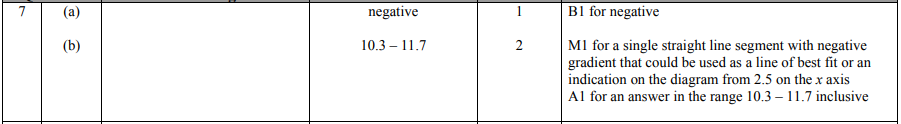 7 (a) negative 1 B1 for negative
(b) 10.3 – 11.7 2 M1 for a single straight line segment with negative
gradient that could be used as a line of best fit or an
indication on the diagram from 2.5 on the x axis
A1 for an answer in the range 10.3 – 11.7 inclusive